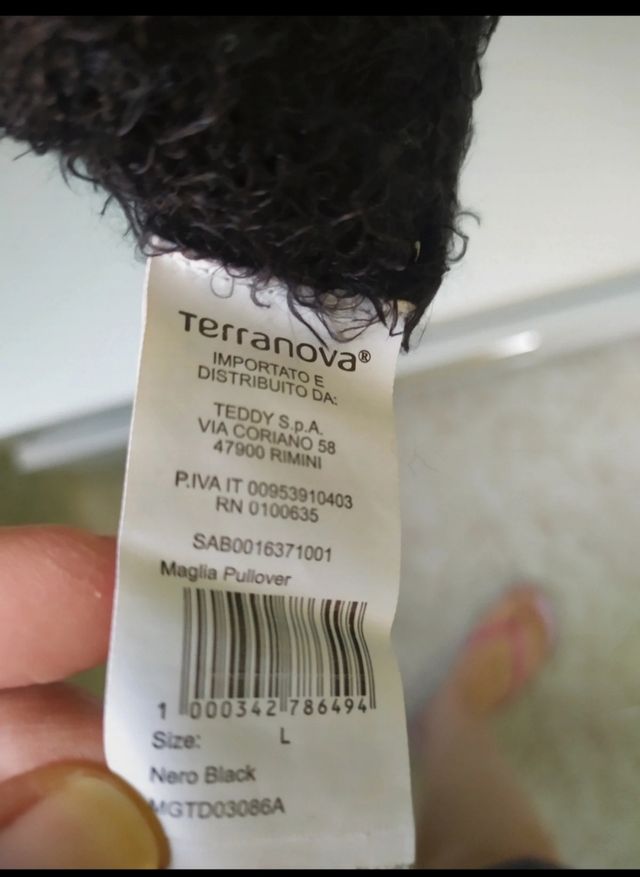 Terranova®
IMPORTATO E
DISTRIBUITO DA:
TEDDY S.p.A.
VIA CORIANO 58
47900 RIMINI
P.IVA IT 00953910403
RN 0100635
SAB0016371001
Maglia Pullover
1 000342 786494
Size: L
Nero Black
MGTD03086A